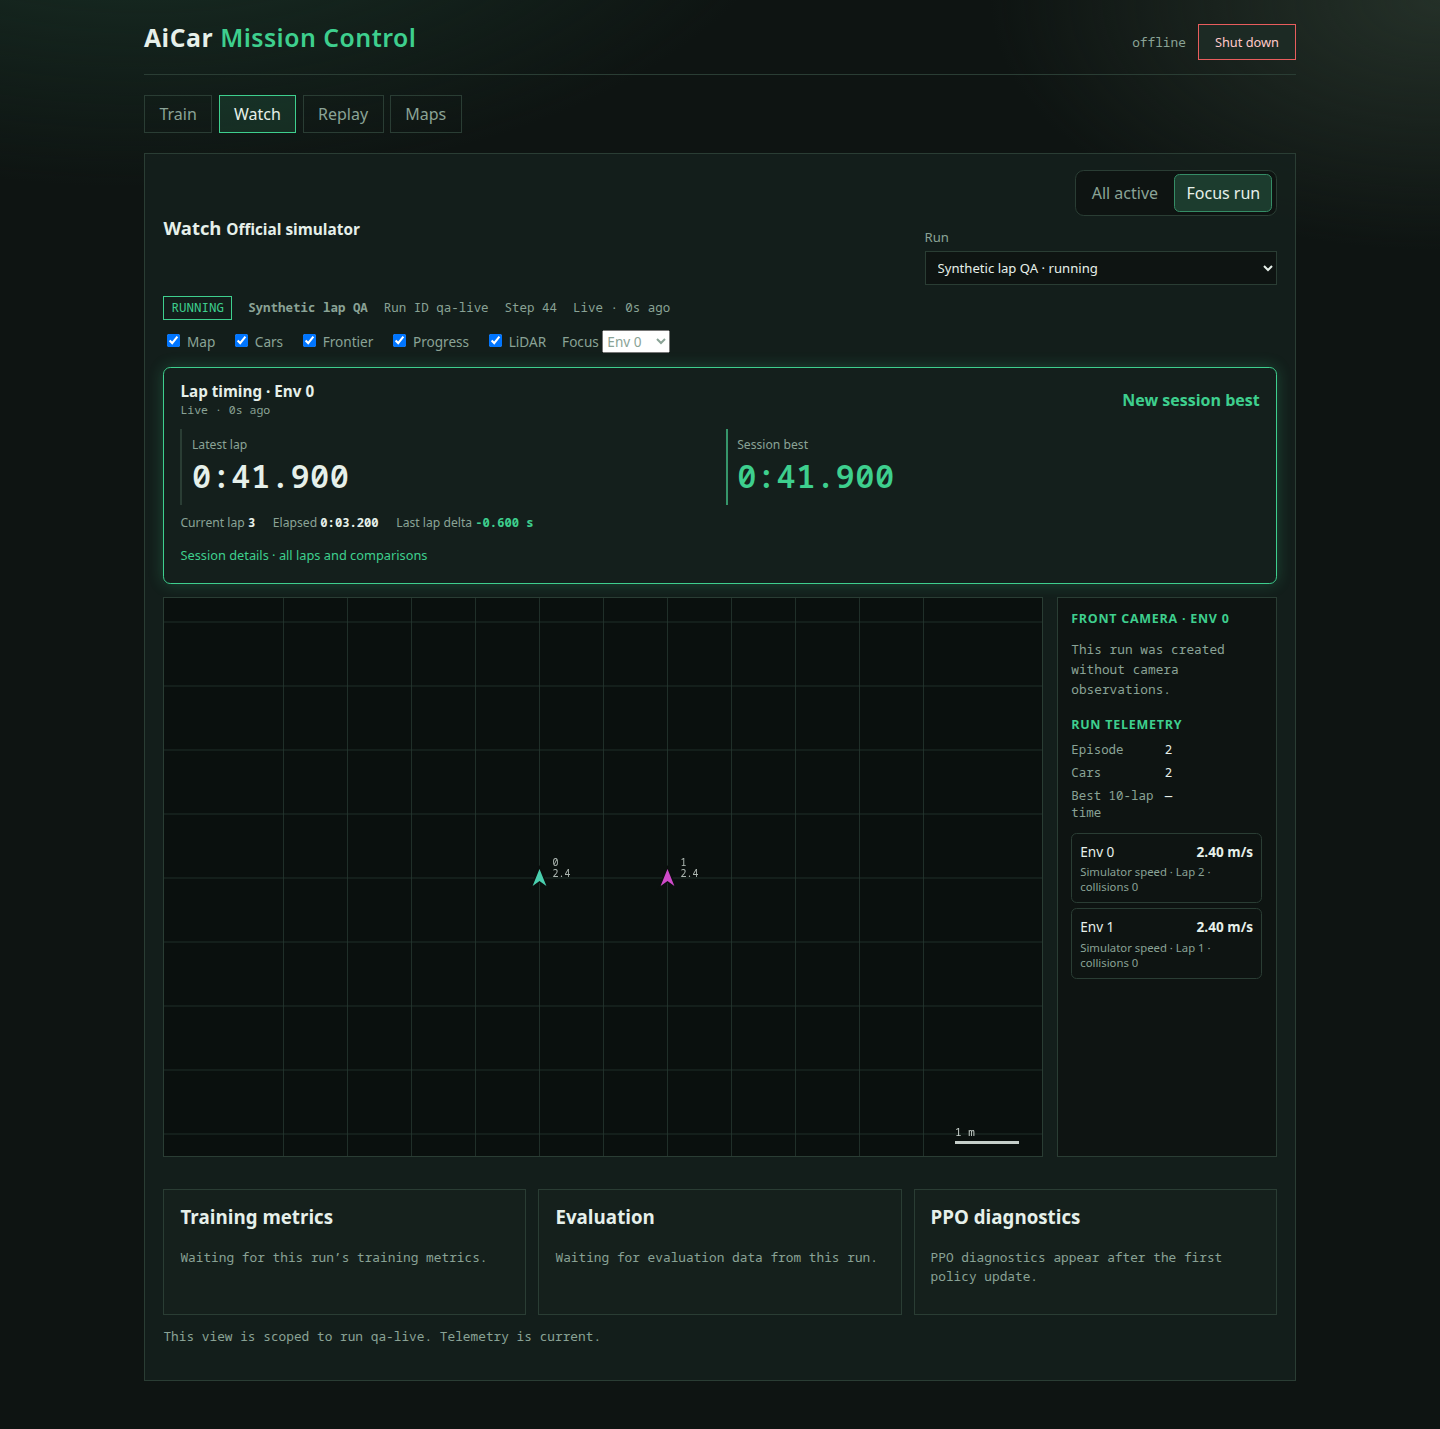 AiCar Mission Control
offline
Shut down
Train
Watch
Replay
Maps
All active
Focus run
Watch Official simulator
Run
Synthetic lap QA · running
RUNNING Synthetic lap QA Run ID qa-live Step 44 Live · 0s ago
Map Cars Frontier Progress LiDAR Focus Env 0
Lap timing · Env 0
Live · 0s ago
New session best
Latest lap
0:41.900
Session best
0:41.900
Current lap 3 Elapsed 0:03.200 Last lap delta -0.600 s
Session details · all laps and comparisons
0
2.4
1
2.4
1 m
FRONT CAMERA · ENV 0
This run was created
without camera
observations.
RUN TELEMETRY
Episode 2
Cars 2
Best 10-lap —
time
Env 0 2.40 m/s
Simulator speed · Lap 2 ·
collisions 0
Env 1 2.40 m/s
Simulator speed · Lap 1 ·
collisions 0
Training metrics
Waiting for this run’s training metrics.
Evaluation
Waiting for evaluation data from this run.
PPO diagnostics
PPO diagnostics appear after the first
policy update.
This view is scoped to run qa-live. Telemetry is current.